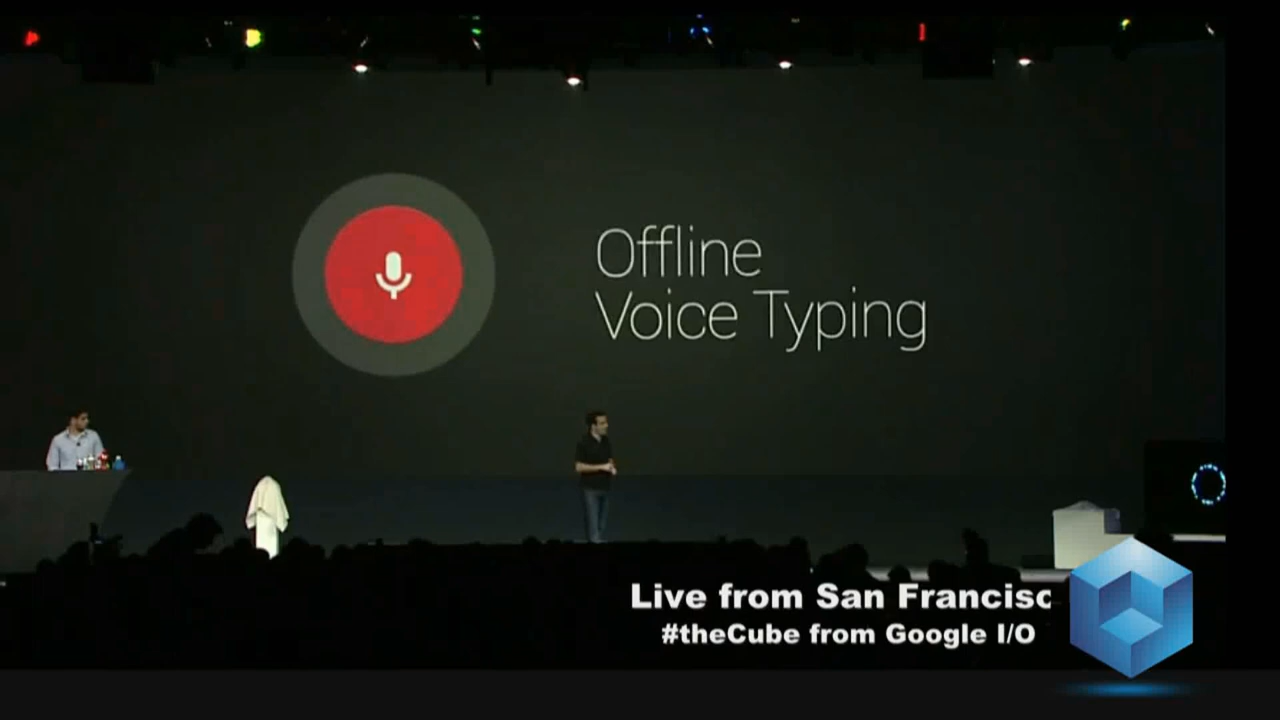 Offline
Voice Typing
Live from San Francisc
#theCube from Google I/O